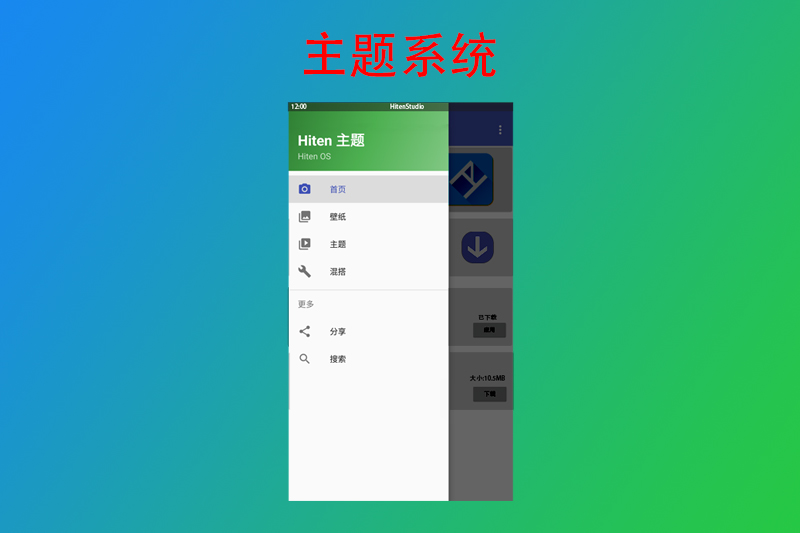 主题系统
12:00 HitenStudio
Hiten 主题
Hiten OS
首页
壁纸
主题
混搭
更多
分享
搜索
已下载
应用
大小:10.5MB
下载